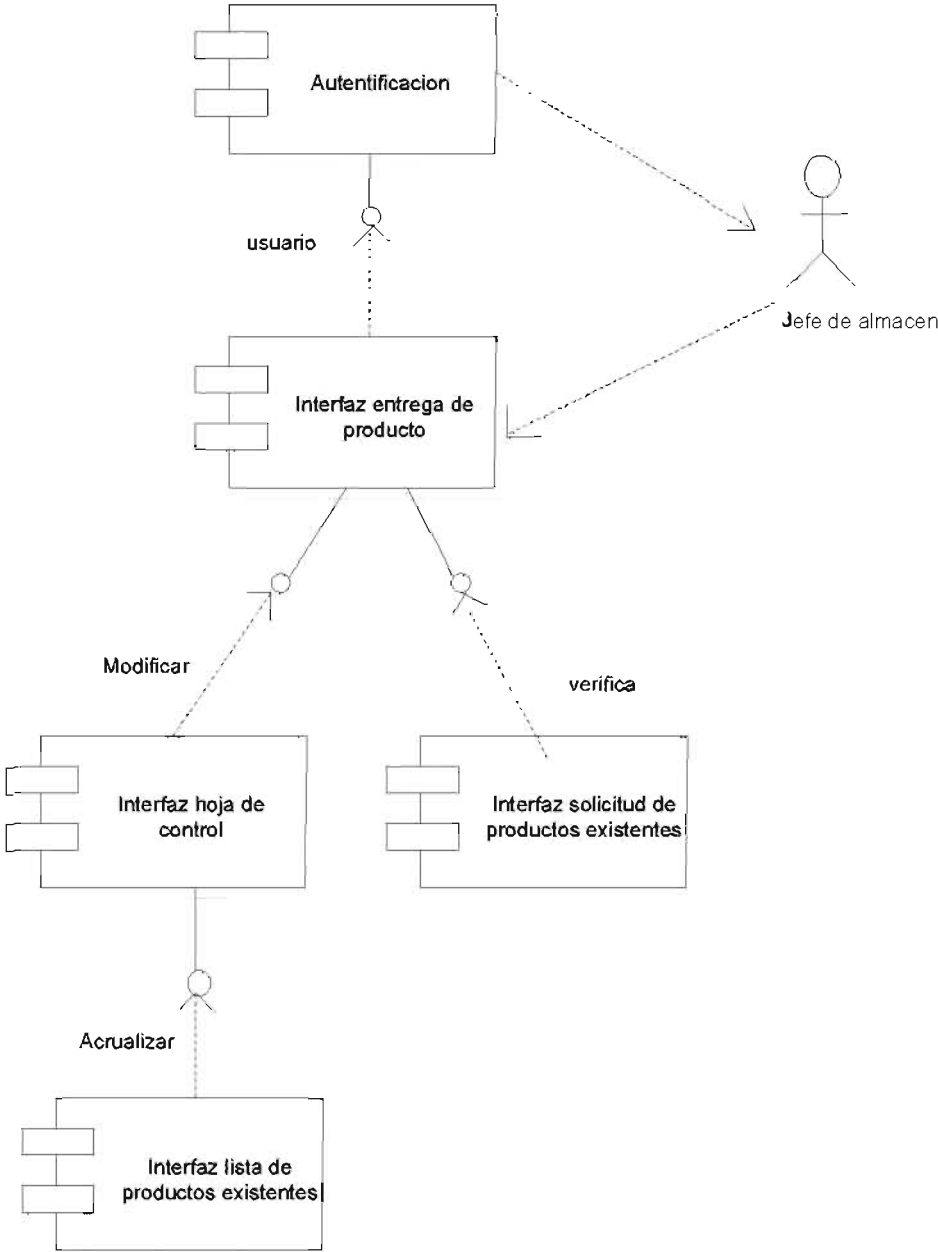 Autentificacion
usuario
Jefe de almacen
Interfaz entrega de
producto
Modificar
verifica
Interfaz hoja de
control
Interfaz solicitud de
productos existentes
Acrualizar
Interfaz lista de
productos existentes